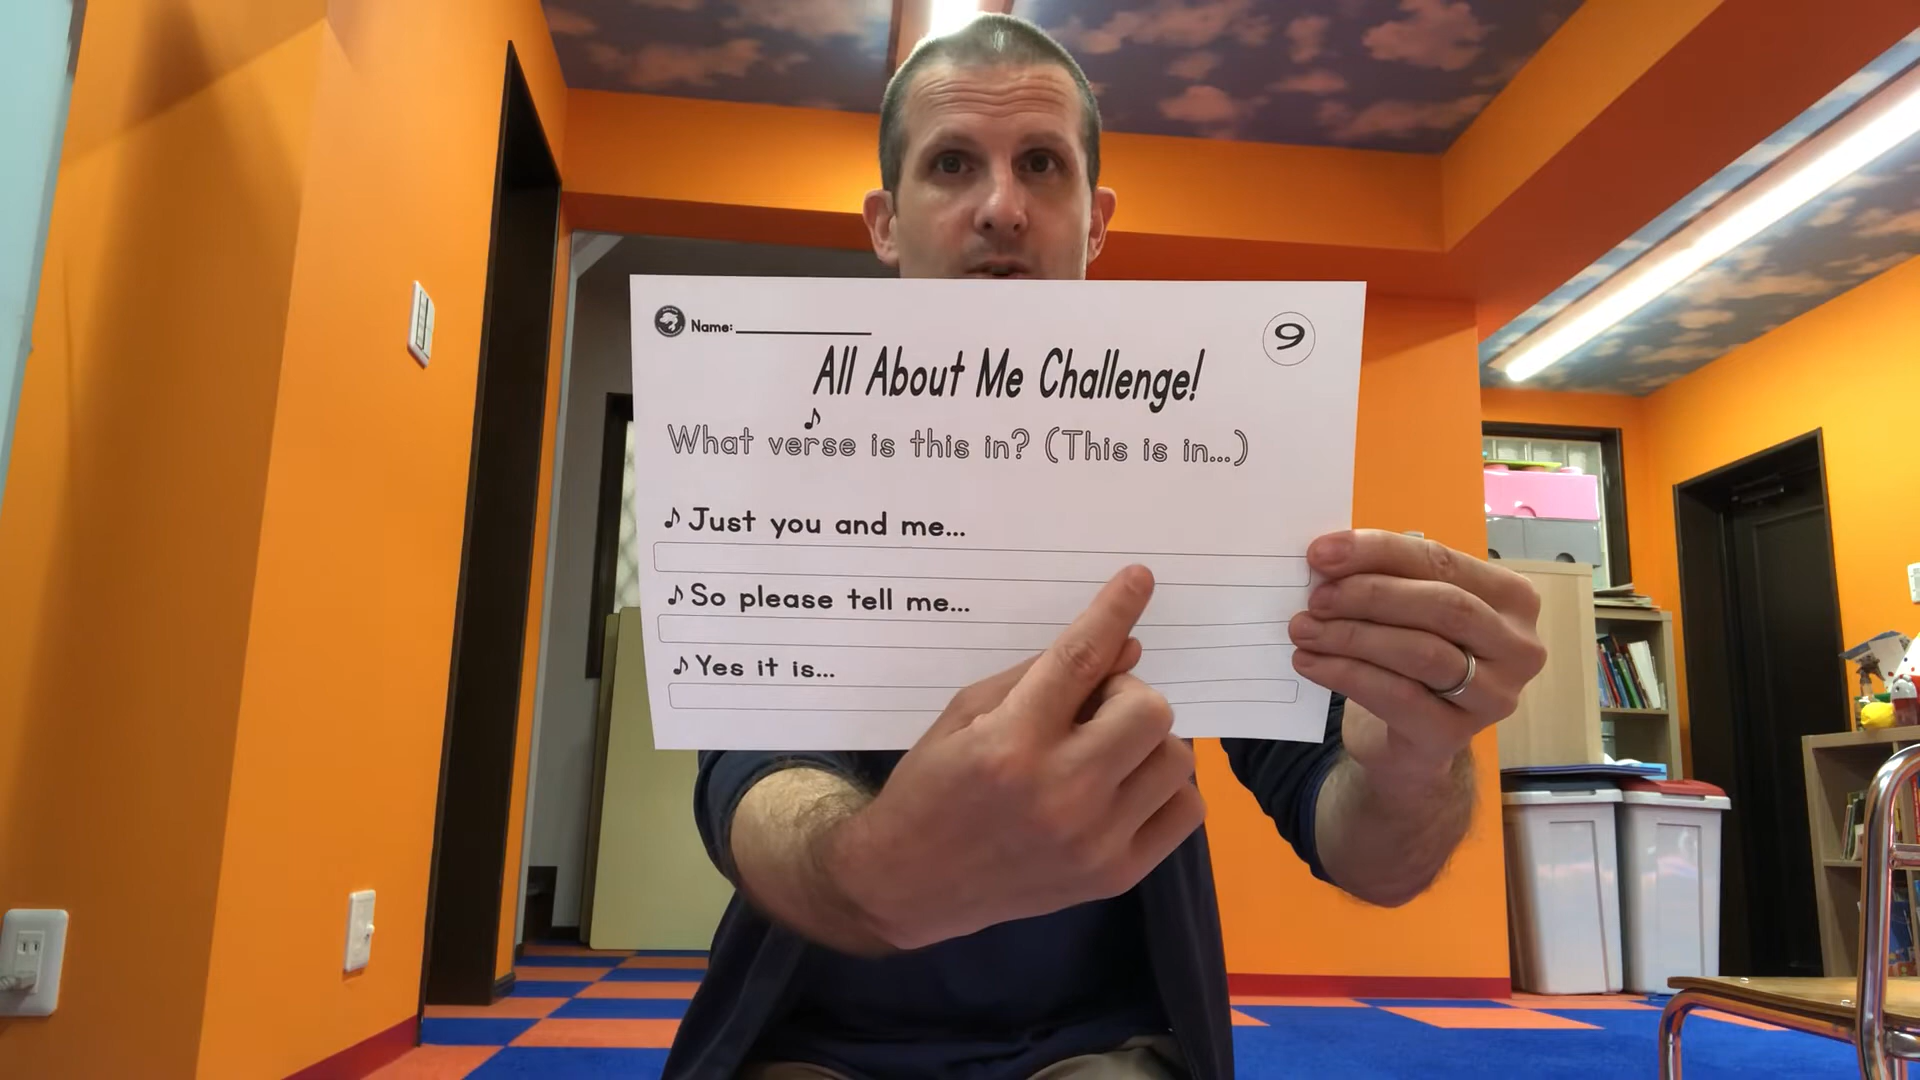 Name:
9
All About Me Challenge!
What verse is this in? (This is in...)
♪Just you and me...
♪So please tell me...
♪Yes it is...